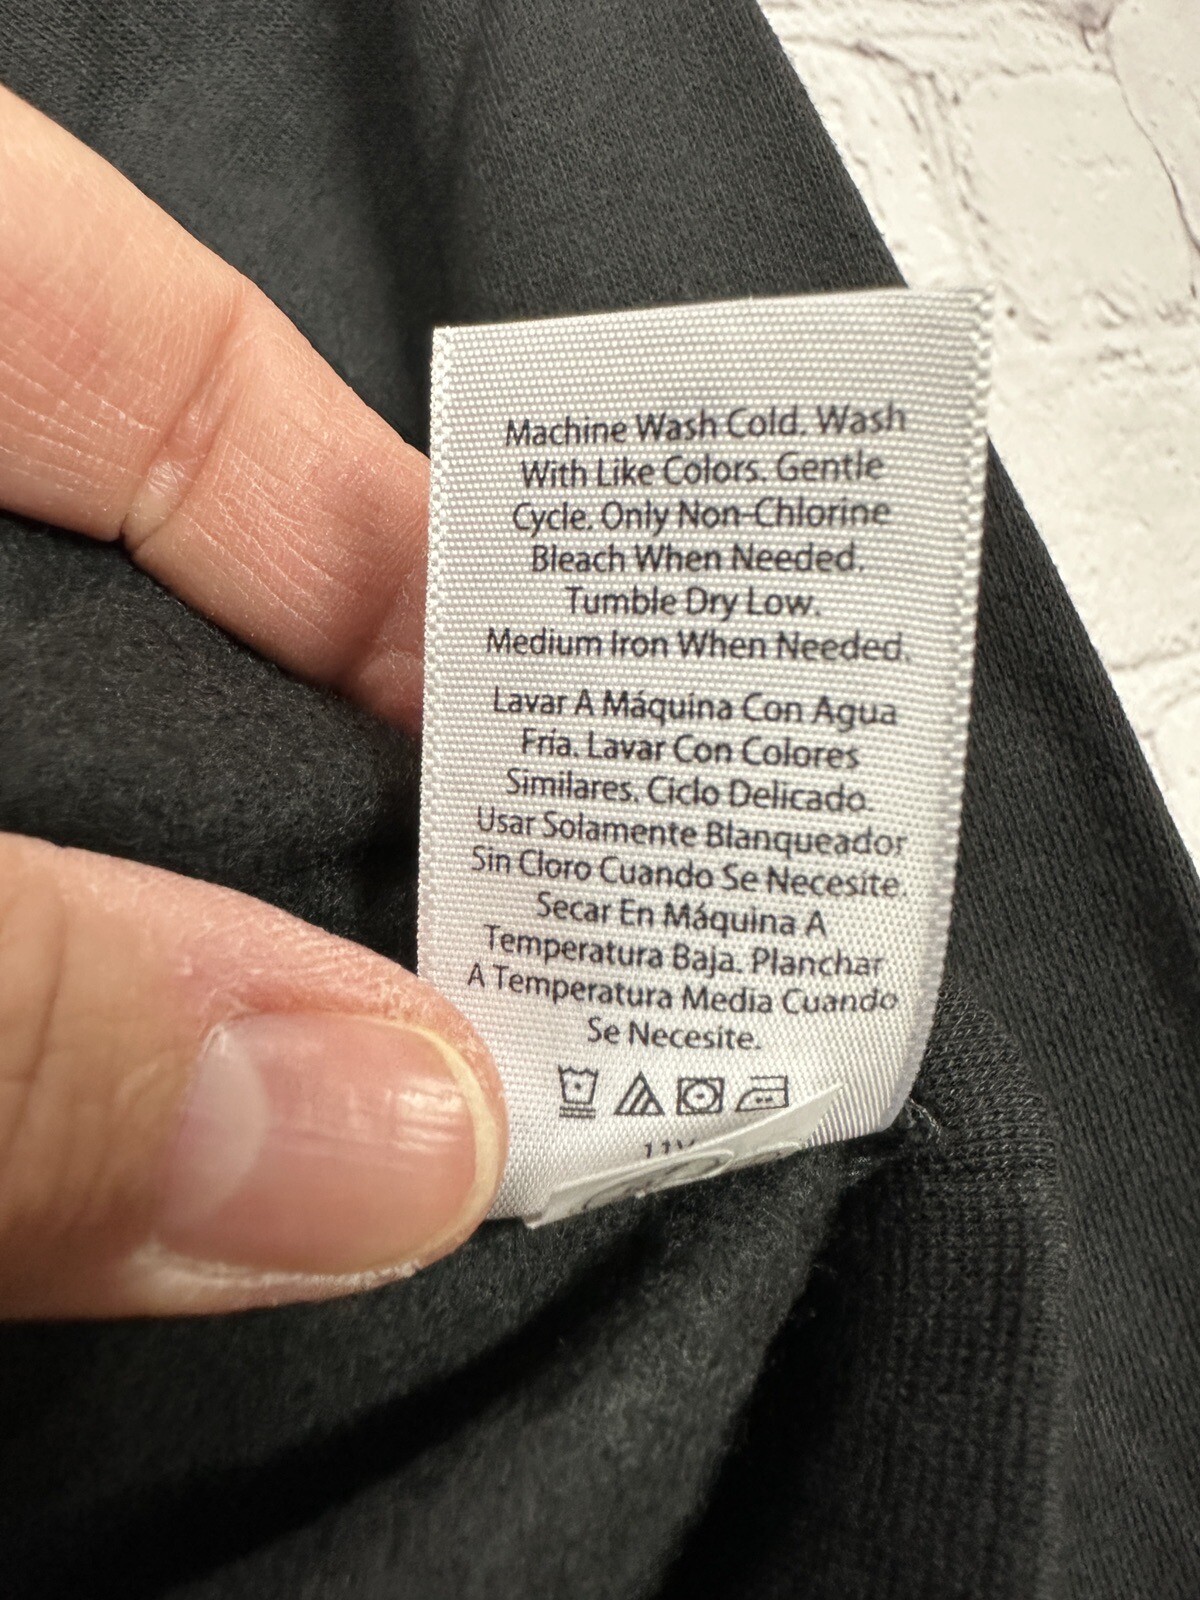 Machine Wash Cold. Wash
With Like Colors. Gentle
Cycle. Only Non-Chlorine
Bleach When Needed.
Tumble Dry Low.
Medium Iron When Needed.
Lavar A Máquina Con Agua
Fría. Lavar Con Colores
Similares. Ciclo Delicado.
Usar Solamente Blanqueador
Sin Cloro Cuando Se Necesite.
Secar En Máquina A
Temperatura Baja. Planchar
A Temperatura Media Cuando
Se Necesite.